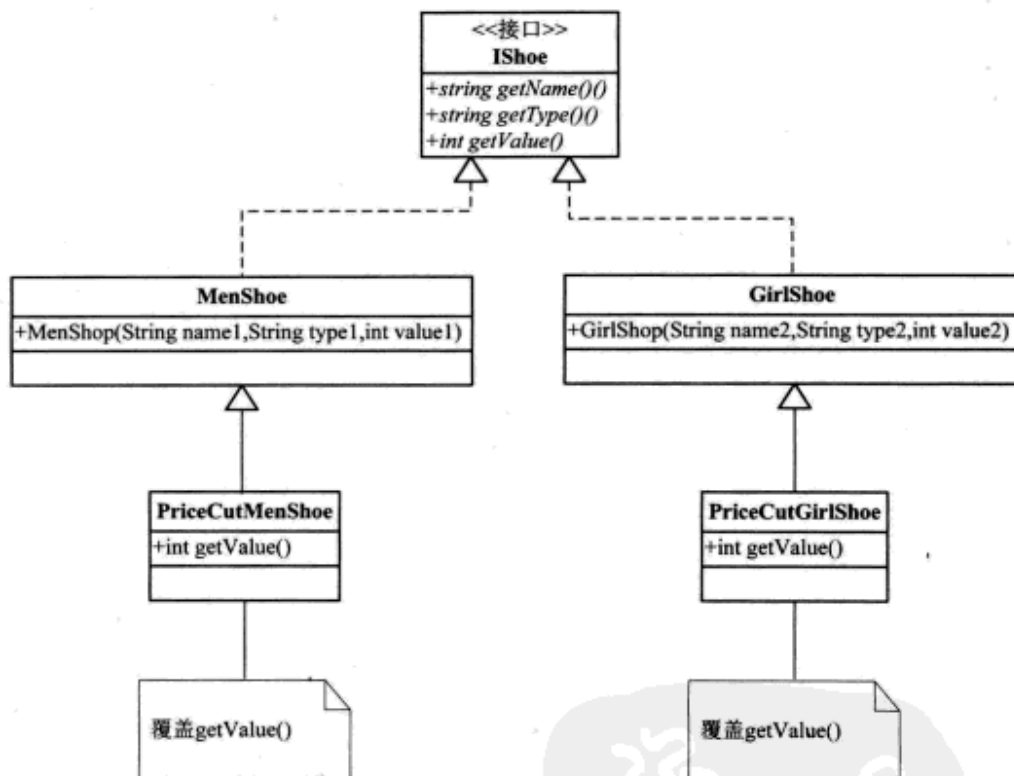 <<接口>>
IShoe
+string getName()()
+string getType()()
+int getValue()
MenShoe
+MenShop(String name1,String type1,int value1)
GirlShoe
+GirlShop(String name2,String type2,int value2)
PriceCutMenShoe
+int getValue()
PriceCutGirlShoe
+int getValue()
覆盖getValue()
覆盖getValue()